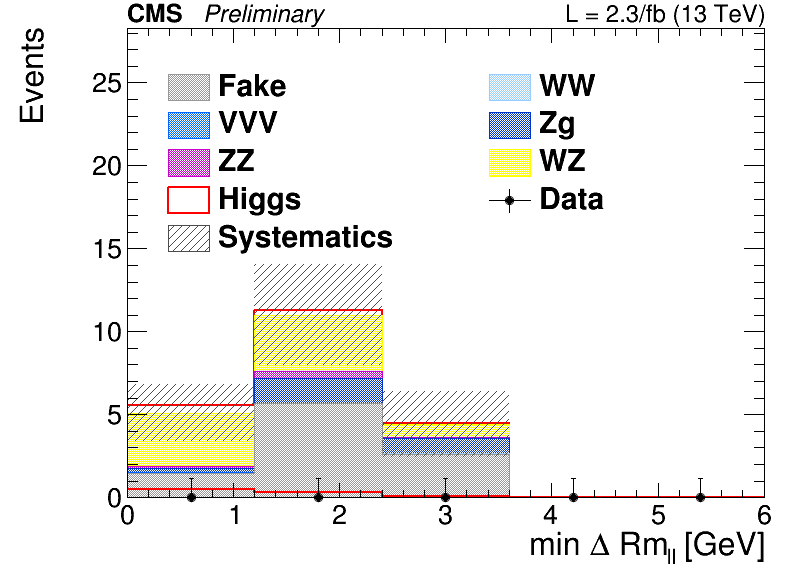 CMS Preliminary L = 2.3/fb (13 TeV)
Events
25
20
15
10
5
0
Fake WW
VVV Zg
ZZ WZ
Higgs Data
Systematics
0 1 2 3 4 5 6
min Δ Rm_ll [GeV]